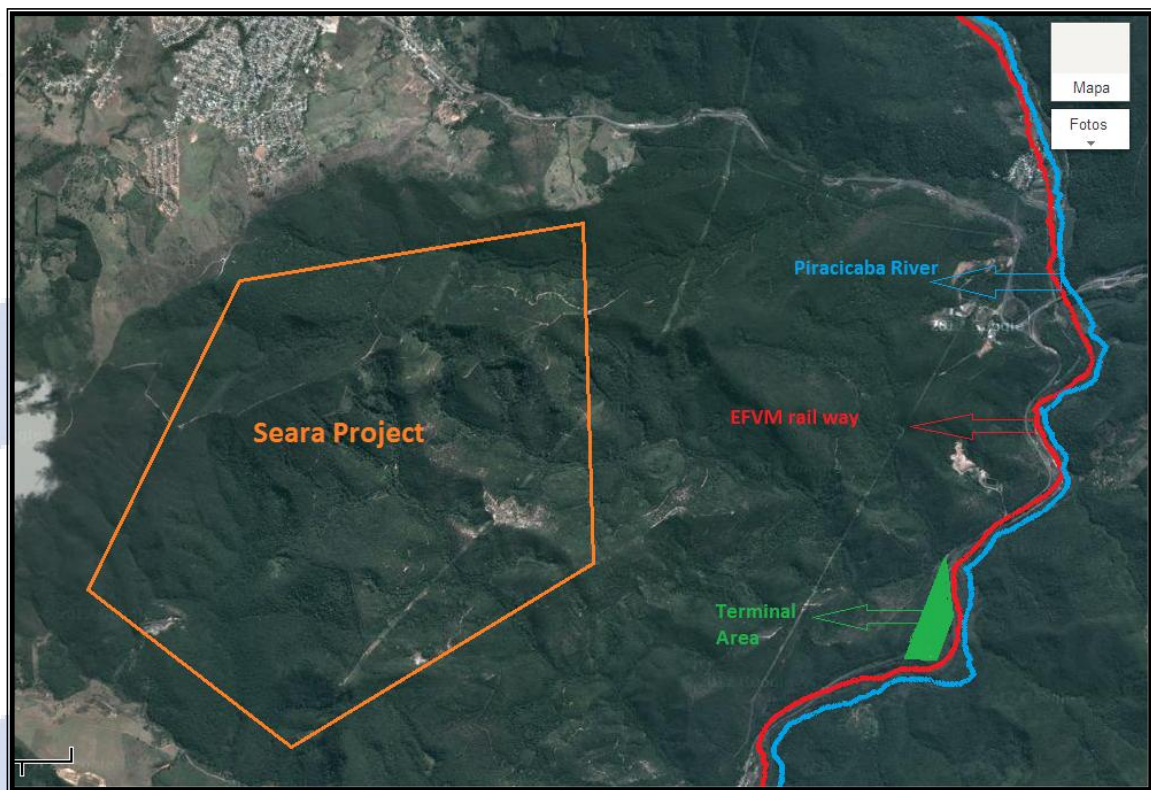 Mapa
Fotos
Piracicaba River
EFVM rail way
Seara Project
Terminal
Area